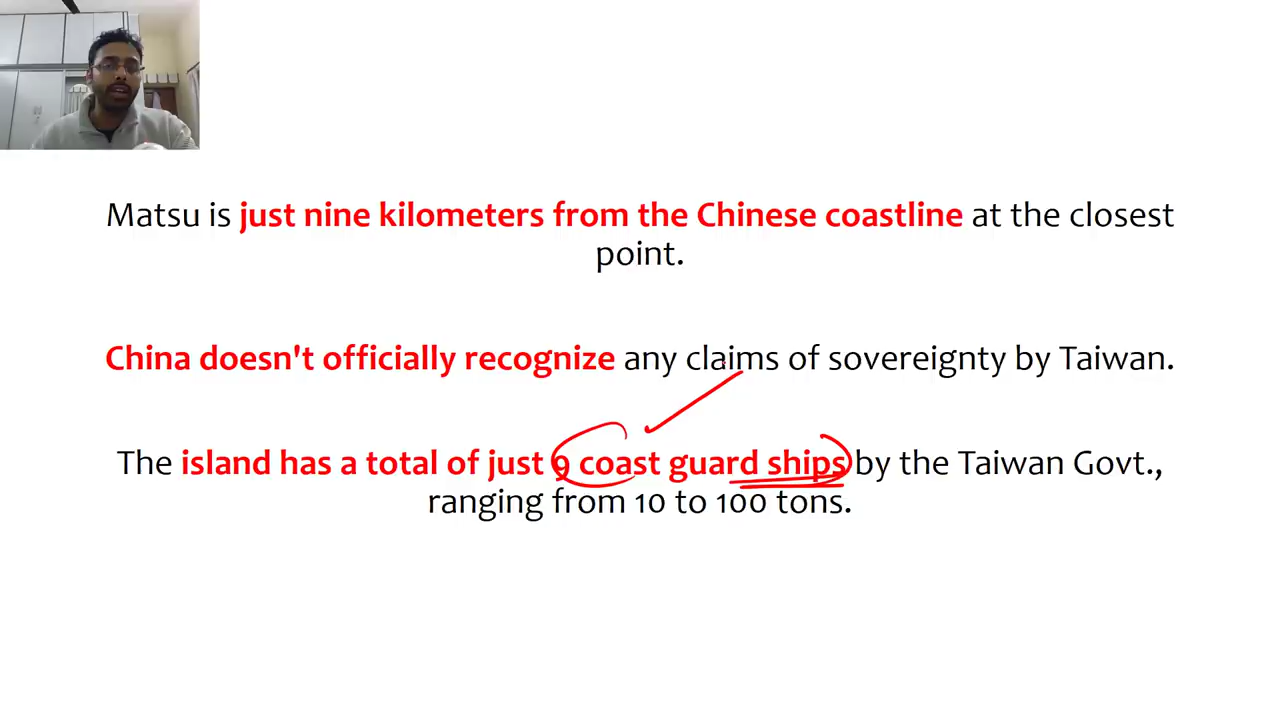 Matsu is just nine kilometers from the Chinese coastline at the closest
point.
China doesn't officially recognize any claims of sovereignty by Taiwan.
The island has a total of just 9 coast guard ships by the Taiwan Govt.,
ranging from 10 to 100 tons.